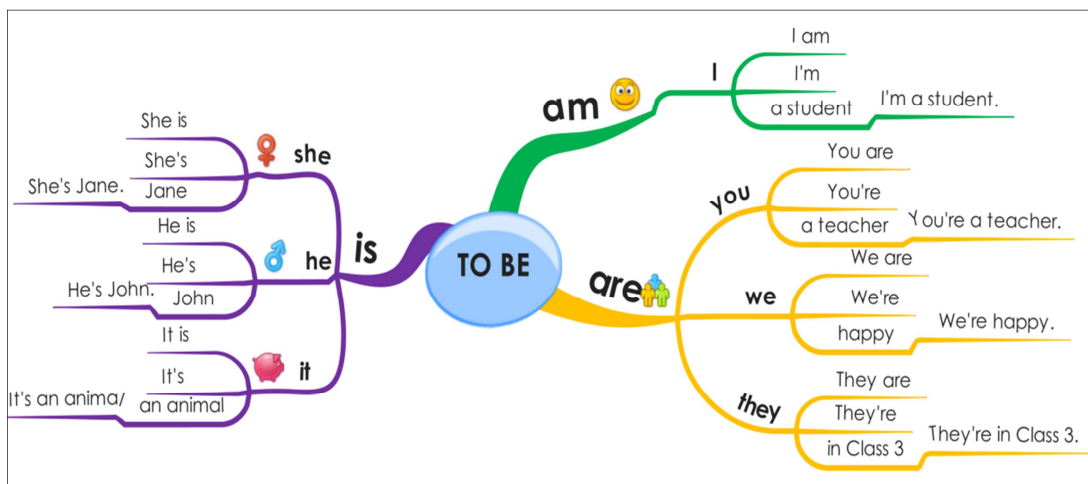 TO BE
am
I
I am
I'm
a student
I'm a student.
are
you
You are
You're
a teacher
You're a teacher.
we
We are
We're
happy
We're happy.
they
They are
They're
in Class 3
They're in Class 3.
is
she
She is
She's
Jane
She's Jane.
he
He is
He's
John
He's John.
it
It is
It's
an animal
It's an anima/